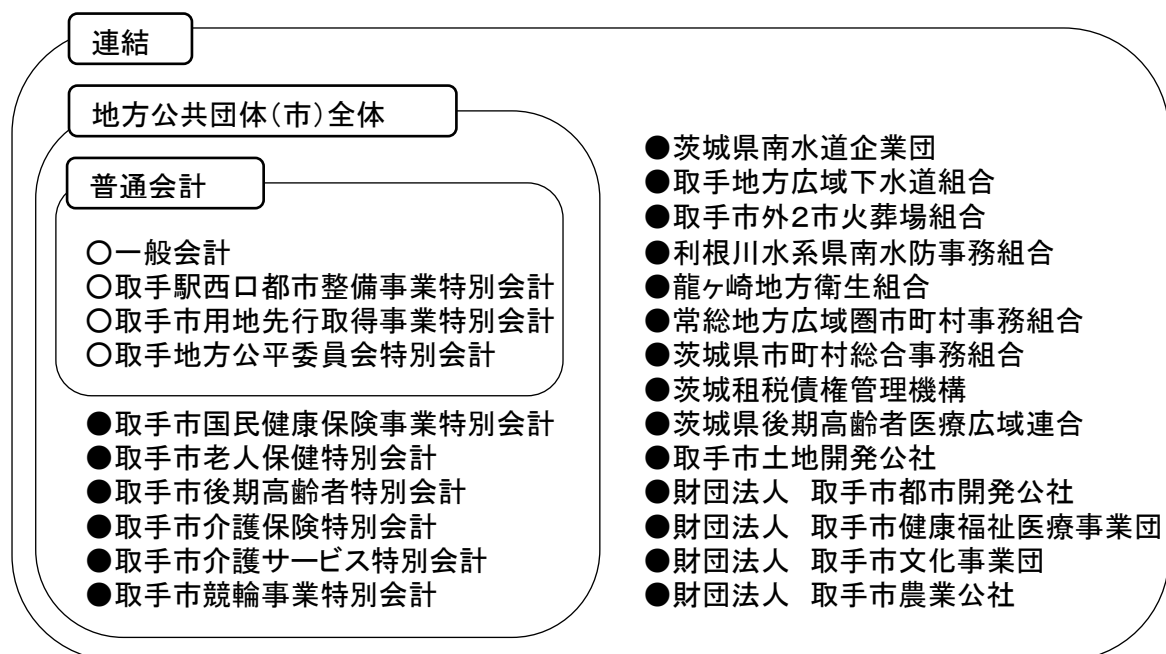 連結
地方公共団体（市）全体
普通会計
○一般会計
○取手駅西口都市整備事業特別会計
○取手市用地先行取得事業特別会計
○取手地方公平委員会特別会計
●取手市国民健康保険事業特別会計
●取手市老人保健特別会計
●取手市後期高齢者特別会計
●取手市介護保険特別会計
●取手市介護サービス特別会計
●取手市競輪事業特別会計
●茨城県南水道企業団
●取手地方広域下水道組合
●取手市外2市火葬場組合
●利根川水系県南水防事務組合
●龍ヶ崎地方衛生組合
●常総地方広域圏市町村事務組合
●茨城県市町村総合事務組合
●茨城租税債権管理機構
●茨城県後期高齢者医療広域連合
●取手市土地開発公社
●財団法人　取手市都市開発公社
●財団法人　取手市健康福祉医療事業団
●財団法人　取手市文化事業団
●財団法人　取手市農業公社